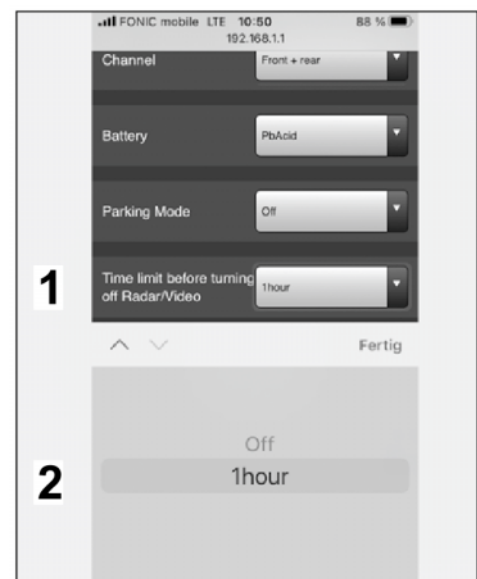 FONIC mobile LTE 10:50 88 %
192.168.1.1
Channel Front + rear
Battery PbAcid
Parking Mode Off
1
Time limit before turning
off Radar/Video 1hour
Fertig
Off
2 1hour